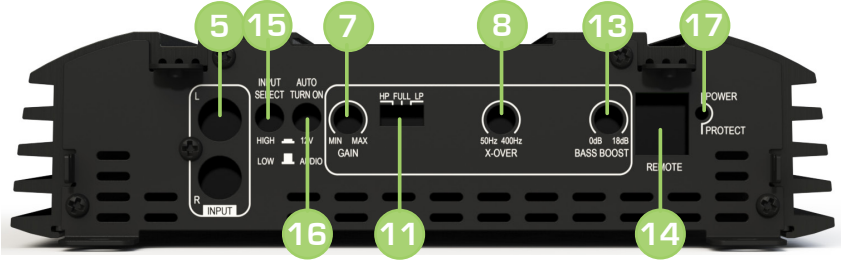 5
15
7
8
13
17
L
R
INPUT
INPUT
SELECT
AUTO
TURN ON
HIGH 12V
LOW AUDIO
HP FULL LP
MIN MAX
GAIN
50Hz 400Hz
X-OVER
0dB 18dB
BASS BOOST
REMOTE
POWER
PROTECT
16
11
14